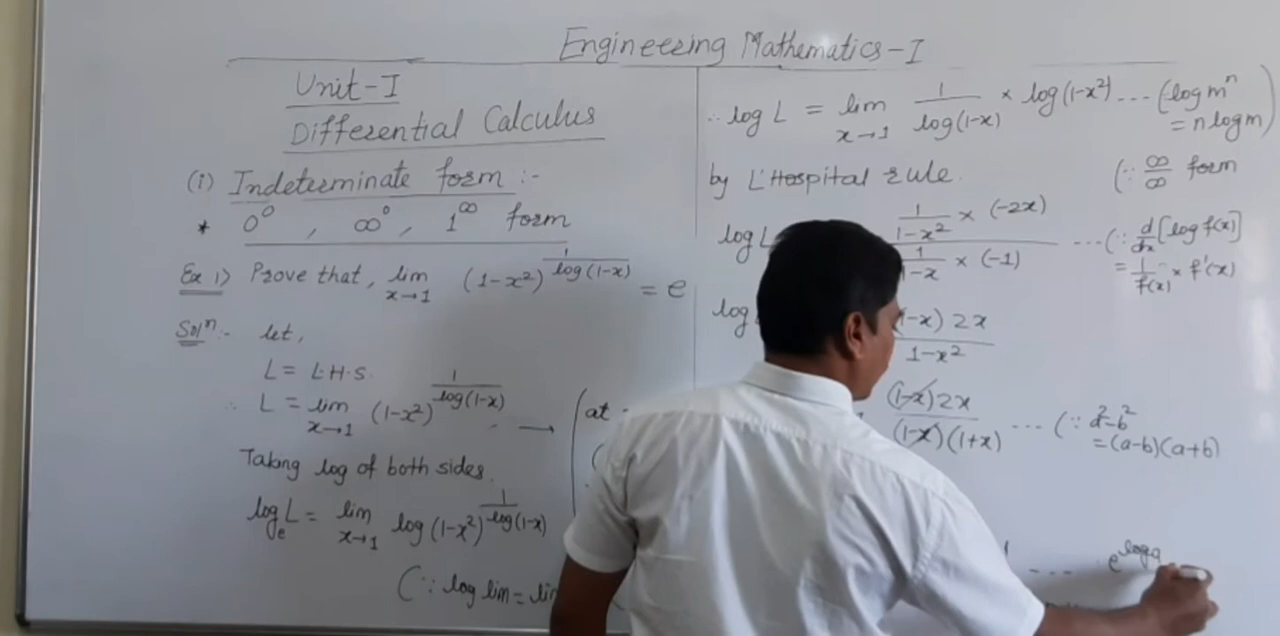 Engineering Mathematics-I
Unit-I
Differential Calculus
(i) Indeterminate form :-
* 0⁰ , ∞⁰ , 1^∞ form
Ex 1) Prove that, lim x→1 (1-x²)^(1/log(1-x)) = e
Solⁿ:- let,
L = L.H.S.
∴ L = lim x→1 (1-x²)^(1/log(1-x)) →
(at
Taking log of both sides.
logₑ L = lim x→1 log (1-x²)^(1/log(1-x))
(∵ log lim = lim
∴ log L = lim x→1 1/log(1-x) × log(1-x²) ... (log mⁿ = n log m)
by L'Hospital rule. (∵ ∞/∞ form
log L (1/(1-x²) × (-2x))/(1/(1-x) × (-1)) ... (∵ d/dx [log f(x)] = 1/f(x) × f'(x)
log (1-x) 2x/(1-x²)
(1-x) 2x/((1-x)(1+x)) ... (∵ a²-b² = (a-b)(a+b)
... e^log a